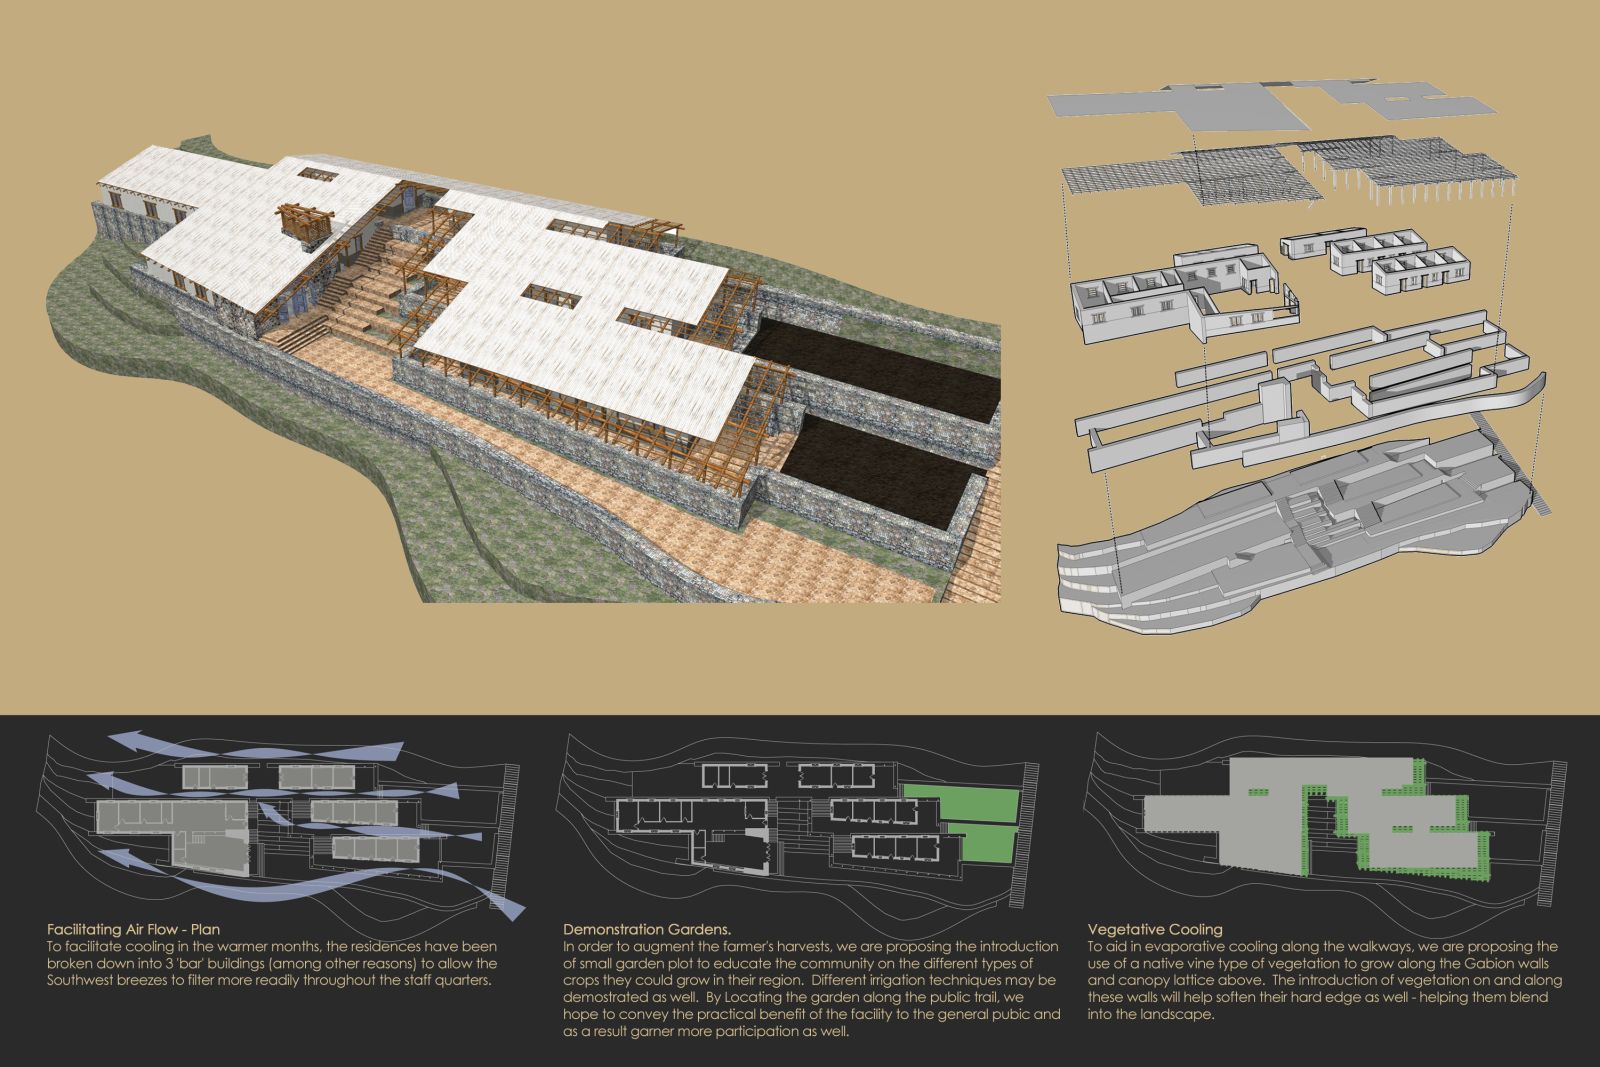 Facilitating Air Flow - Plan
To facilitate cooling in the warmer months, the residences have been
broken down into 3 'bar' buildings (among other reasons) to allow the
Southwest breezes to filter more readily throughout the staff quarters.
Demonstration Gardens.
In order to augment the farmer's harvests, we are proposing the introduction
of small garden plot to educate the community on the different types of
crops they could grow in their region. Different irrigation techniques may be
demostrated as well. By Locating the garden along the public trail, we
hope to convey the practical benefit of the facility to the general pubic and
as a result garner more participation as well.
Vegetative Cooling
To aid in evaporative cooling along the walkways, we are proposing the
use of a native vine type of vegetation to grow along the Gabion walls
and canopy lattice above. The introduction of vegetation on and along
these walls will help soften their hard edge as well - helping them blend
into the landscape.